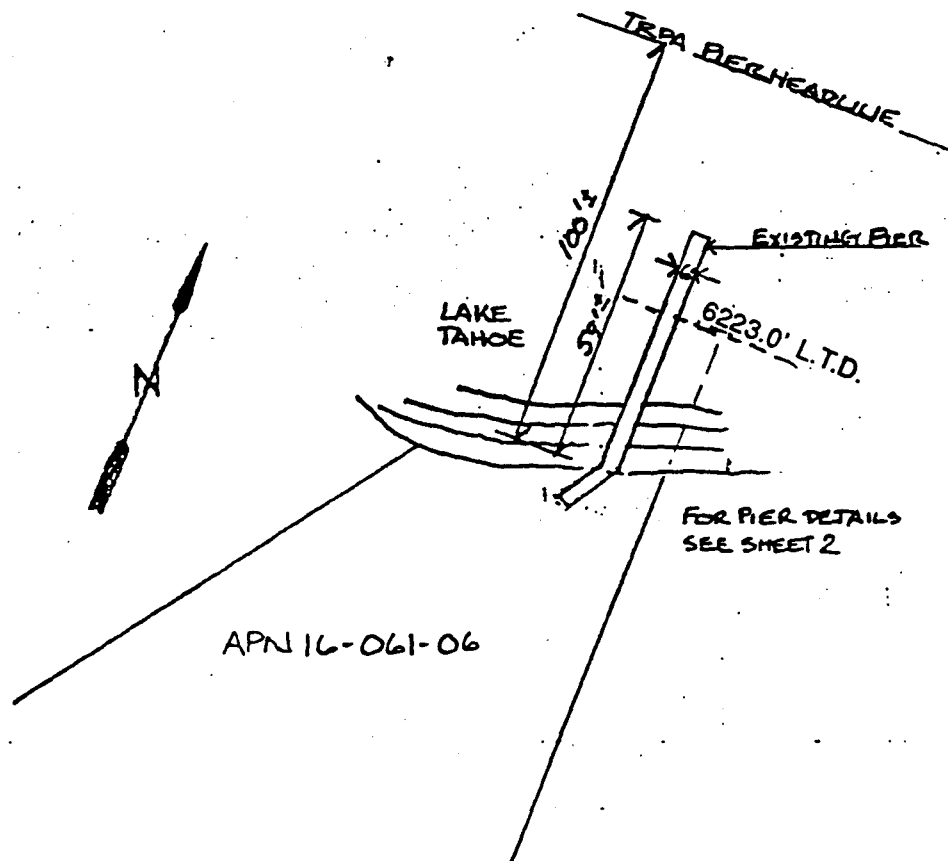 TRPA PIERHEADLINE
100'±
59'±
EXISTING PIER
6'
LAKE
TAHOE
6223.0' L.T.D.
N
FOR PIER DETAILS
SEE SHEET 2
APN 16-061-06